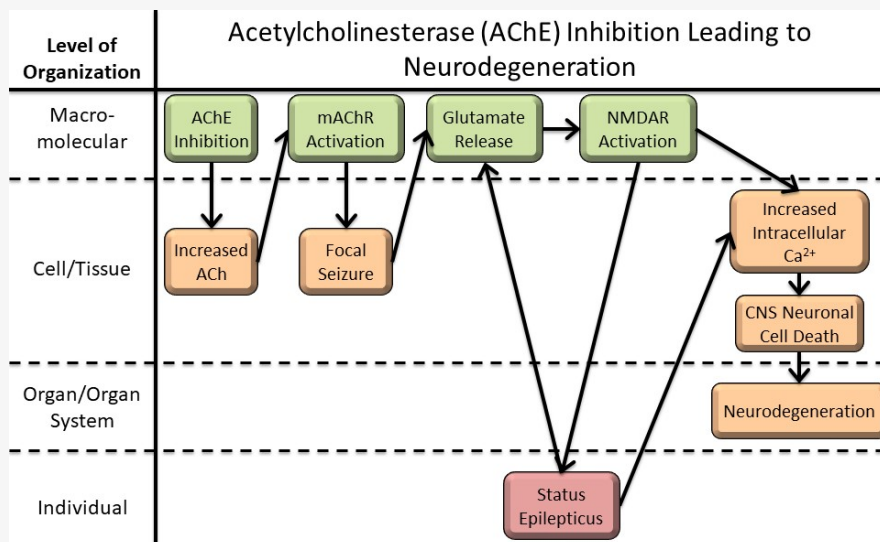 Level of
Organization
Acetylcholinesterase (AChE) Inhibition Leading to
Neurodegeneration
Macro-
molecular
AChE
Inhibition
mAChR
Activation
Glutamate
Release
NMDAR
Activation
Cell/Tissue
Increased
ACh
Focal
Seizure
Increased
Intracellular
Ca²⁺
CNS Neuronal
Cell Death
Organ/Organ
System
Neurodegeneration
Individual
Status
Epilepticus